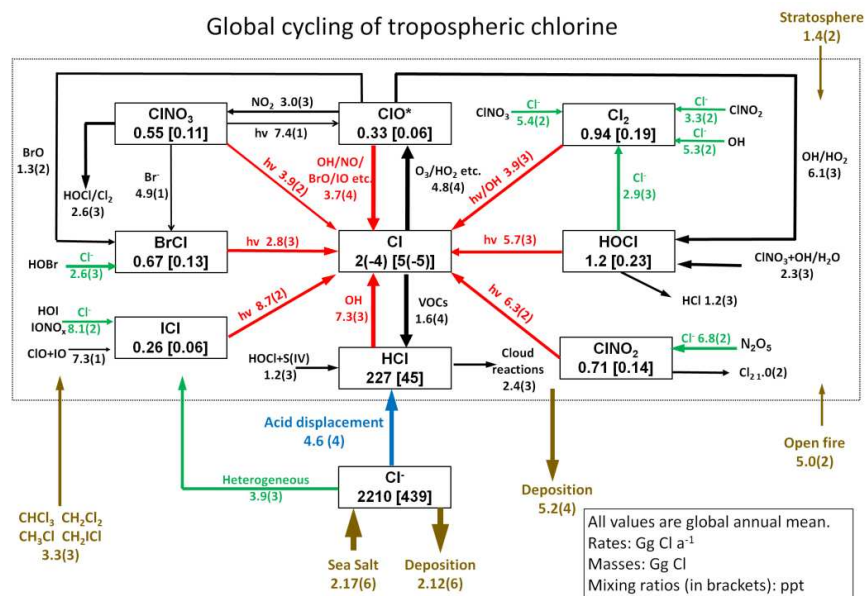 Global cycling of tropospheric chlorine
Stratosphere
1.4(2)
ClNO₃
0.55 [0.11]
NO₂ 3.0(3)
hv 7.4(1)
ClO*
0.33 [0.06]
ClNO₃
Cl⁻
5.4(2)
Cl₂
0.94 [0.19]
Cl⁻
3.3(2)
ClNO₂
Cl⁻
5.3(2)
OH
BrO
1.3(2)
HOCl/Cl₂
2.6(3)
Br⁻
4.9(1)
hv 3.9(2)
OH/NO/
BrO/IO etc.
3.7(4)
O₃/HO₂ etc.
4.8(4)
hv/OH 3.9(3)
Cl⁻
2.9(3)
OH/HO₂
6.1(3)
BrCl
0.67 [0.13]
HOBr
Cl⁻
2.6(3)
hv 2.8(3)
Cl
2(-4) [5(-5)]
hv 5.7(3)
HOCl
1.2 [0.23]
ClNO₃+OH/H₂O
2.3(3)
HCl 1.2(3)
HOI
IONOₓ
Cl⁻
8.1(2)
ClO+IO
7.3(1)
ICl
0.26 [0.06]
hv 8.7(2)
OH
7.3(3)
VOCs
1.6(4)
hv 6.3(2)
HOCl+S(IV)
1.2(3)
HCl
227 [45]
Cloud
reactions
2.4(3)
ClNO₂
0.71 [0.14]
Cl⁻ 6.8(2)
N₂O₅
Cl₂ 1.0(2)
Acid displacement
4.6 (4)
Heterogeneous
3.9(3)
Cl⁻
2210 [439]
Open fire
5.0(2)
Deposition
5.2(4)
CHCl₃ CH₂Cl₂
CH₃Cl CH₂ICl
3.3(3)
Sea Salt
2.17(6)
Deposition
2.12(6)
All values are global annual mean.
Rates: Gg Cl a⁻¹
Masses: Gg Cl
Mixing ratios (in brackets): ppt